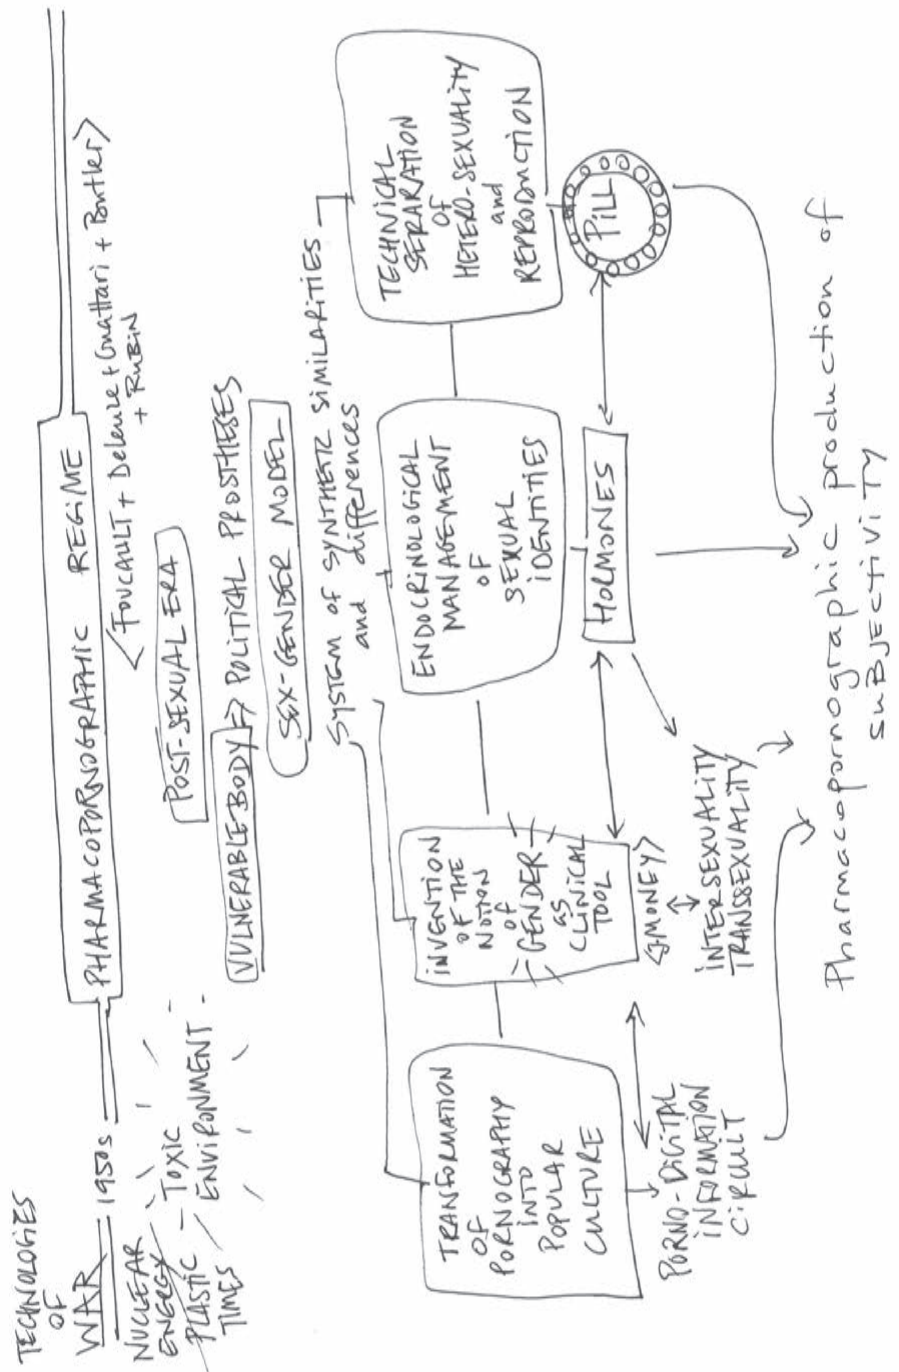 TECHNOLOGIES
OF
WAR
1950s
PHARMACOPORNOGRAPHIC REGIME
NUCLEAR
ENERGY
PLASTIC
TIMES
TOXIC
ENVIRONMENT
<FOUCAULT + Deleuze + Guattari + Butler>
+ RUBIN
POST-SEXUAL ERA
VULNERABLE BODY => POLITICAL PROSTHESES
SEX-GENDER MODEL
SYSTEM OF SYNTHETIC SIMILARITIES
and differences
TRANSFORMATION
OF
PORNOGRAPHY
INTO
POPULAR
CULTURE
INVENTION
OF THE
NOTION
OF
GENDER
AS
CLINICAL
TOOL
ENDOCRINOLOGICAL
MANAGEMENT
OF
SEXUAL
IDENTITIES
TECHNICAL
SEPARATION
OF
HETERO-SEXUALITY
and
REPRODUCTION
PORNO-DIGITAL
INFORMATION
CIRCUIT
<J.MONEY>
INTERSEXUALITY
TRANSSEXUALITY
HORMONES
PILL
Pharmacopornographic production of
SUBJECTIVITY